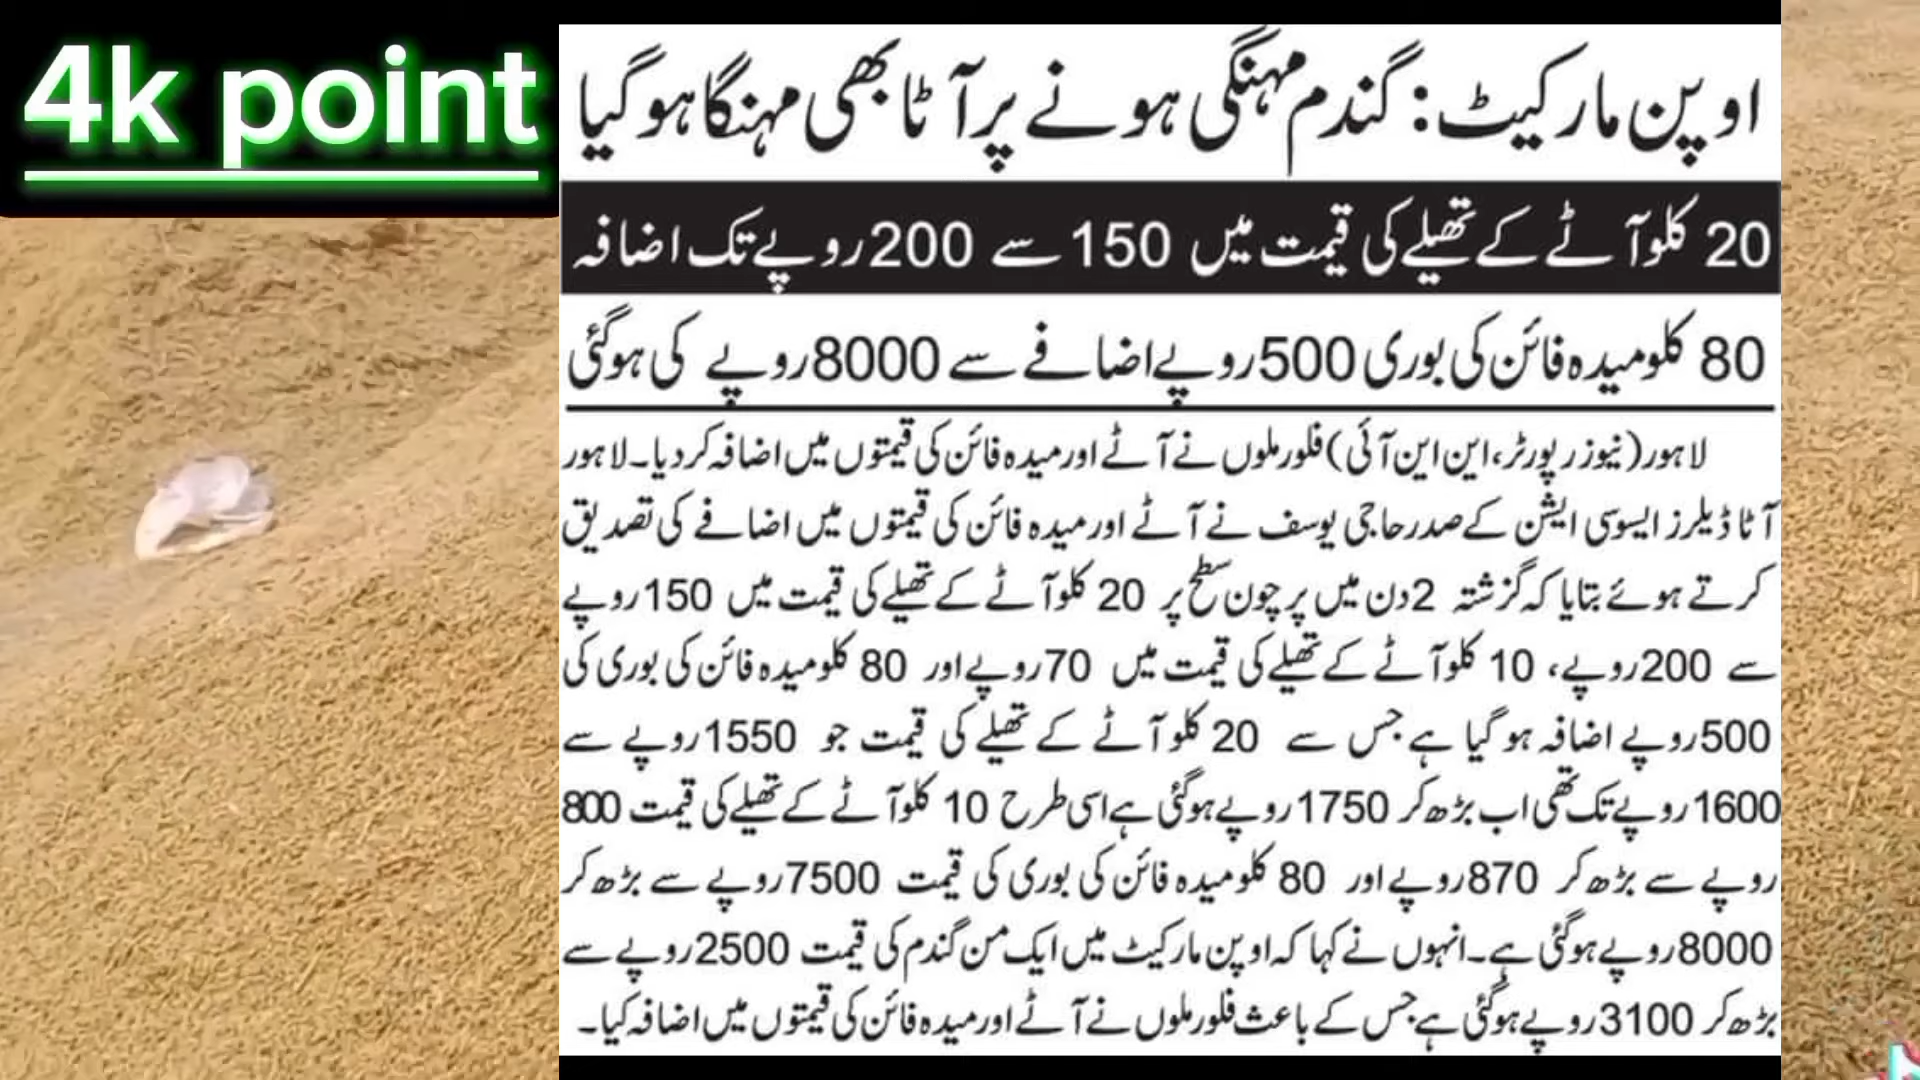 4k point
اوپن مارکیٹ: گندم مہنگی ہونے پر آٹا بھی مہنگا ہو گیا
20 کلو آٹے کے تھیلے کی قیمت میں 150 سے 200 روپے تک اضافہ
80 کلو میدہ فائن کی بوری 500 روپے اضافے سے 8000 روپے کی ہوگئی
لاہور (نیوز رپورٹر، این این آئی) فلور ملوں نے آٹے اور میدہ فائن کی قیمتوں میں اضافہ کر دیا۔ لاہور
آٹا ڈیلرز ایسوسی ایشن کے صدر حاجی یوسف نے آٹے اور میدہ فائن کی قیمتوں میں اضافے کی تصدیق
کرتے ہوئے بتایا کہ گزشتہ 2 دن میں پرچون سطح پر 20 کلو آٹے کے تھیلے کی قیمت میں 150 روپے
سے 200 روپے، 10 کلو آٹے کے تھیلے کی قیمت میں 70 روپے اور 80 کلو میدہ فائن کی بوری کی
500 روپے اضافہ ہو گیا ہے جس سے 20 کلو آٹے کے تھیلے کی قیمت جو 1550 روپے سے
1600 روپے تک تھی اب بڑھ کر 1750 روپے ہوگئی ہے اسی طرح 10 کلو آٹے کے تھیلے کی قیمت 800
روپے سے بڑھ کر 870 روپے اور 80 کلو میدہ فائن کی بوری کی قیمت 7500 روپے سے بڑھ کر
8000 روپے ہوگئی ہے۔ انہوں نے کہا کہ اوپن مارکیٹ میں ایک من گندم کی قیمت 2500 روپے سے
بڑھ کر 3100 روپے ہوگئی ہے جس کے باعث فلور ملوں نے آٹے اور میدہ فائن کی قیمتوں میں اضافہ کیا۔